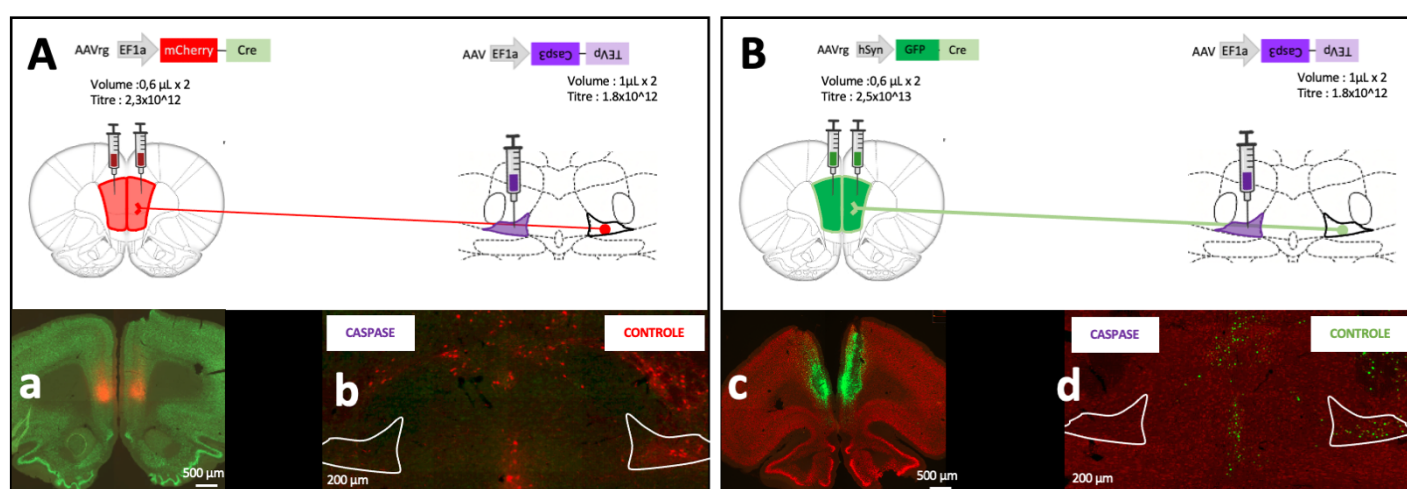 A
AAVrg EF1a mCherry Cre
Volume :0,6 µL x 2
Titre : 2,3x10^12
AAV EF1a Casp3 TEVp
Volume : 1µL x 2
Titre : 1.8x10^12
a
500 µm
CASPASE
CONTROLE
b
200 µm
B
AAVrg hSyn GFP Cre
Volume :0,6 µL x 2
Titre : 2,5x10^13
AAV EF1a Casp3 TEVp
Volume : 1µL x 2
Titre : 1.8x10^12
c
500 µm
CASPASE
CONTROLE
d
200 µm